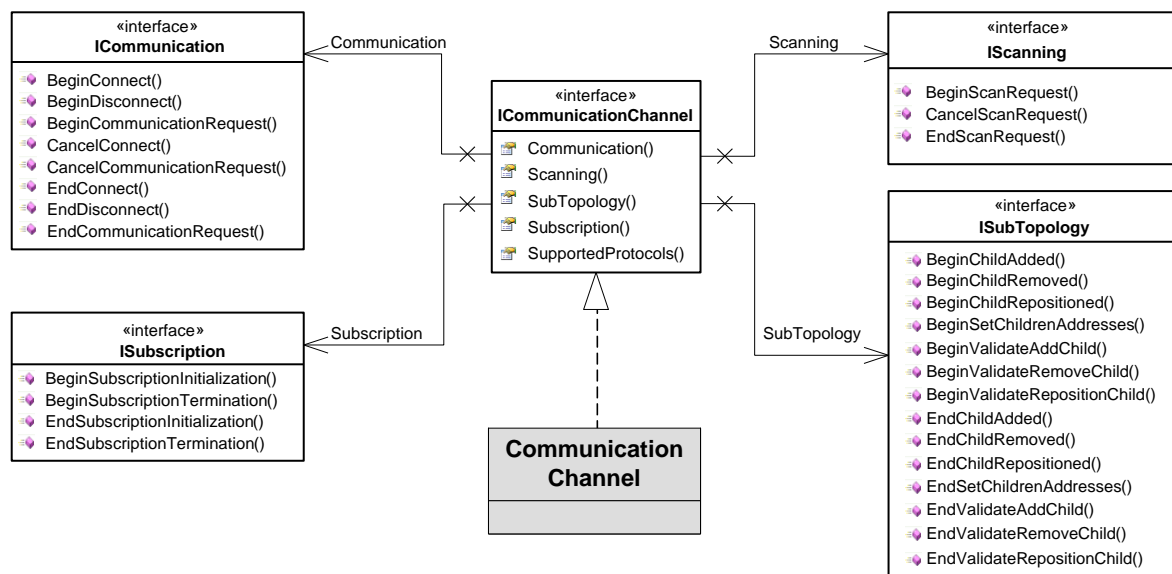 «interface»
ICommunication
BeginConnect()
BeginDisconnect()
BeginCommunicationRequest()
CancelConnect()
CancelCommunicationRequest()
EndConnect()
EndDisconnect()
EndCommunicationRequest()
Communication
«interface»
ICommunicationChannel
Communication()
Scanning()
SubTopology()
Subscription()
SupportedProtocols()
Scanning
«interface»
IScanning
BeginScanRequest()
CancelScanRequest()
EndScanRequest()
«interface»
ISubscription
BeginSubscriptionInitialization()
BeginSubscriptionTermination()
EndSubscriptionInitialization()
EndSubscriptionTermination()
Subscription
Communication
Channel
SubTopology
«interface»
ISubTopology
BeginChildAdded()
BeginChildRemoved()
BeginChildRepositioned()
BeginSetChildrenAddresses()
BeginValidateAddChild()
BeginValidateRemoveChild()
BeginValidateRepositionChild()
EndChildAdded()
EndChildRemoved()
EndChildRepositioned()
EndSetChildrenAddresses()
EndValidateAddChild()
EndValidateRemoveChild()
EndValidateRepositionChild()